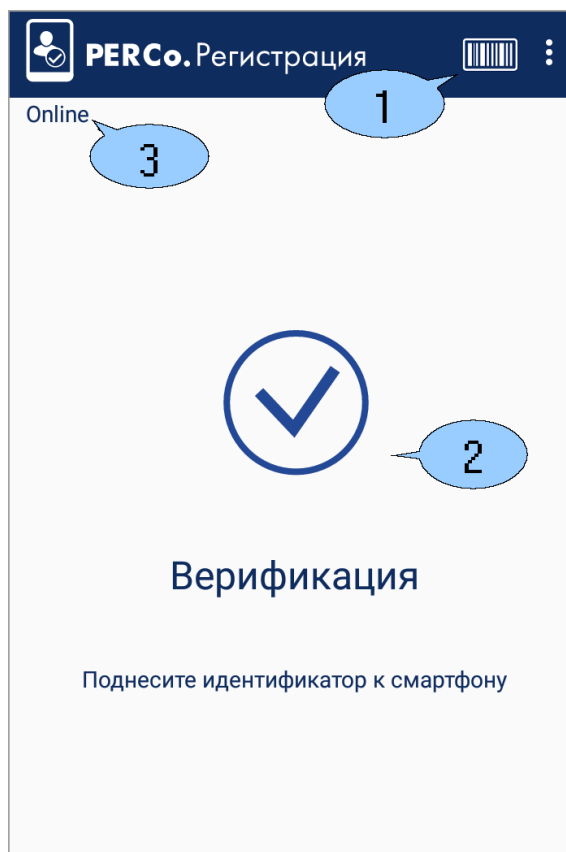 PERCo.Регистрация
1
Online
3
2
Верификация
Поднесите идентификатор к смартфону